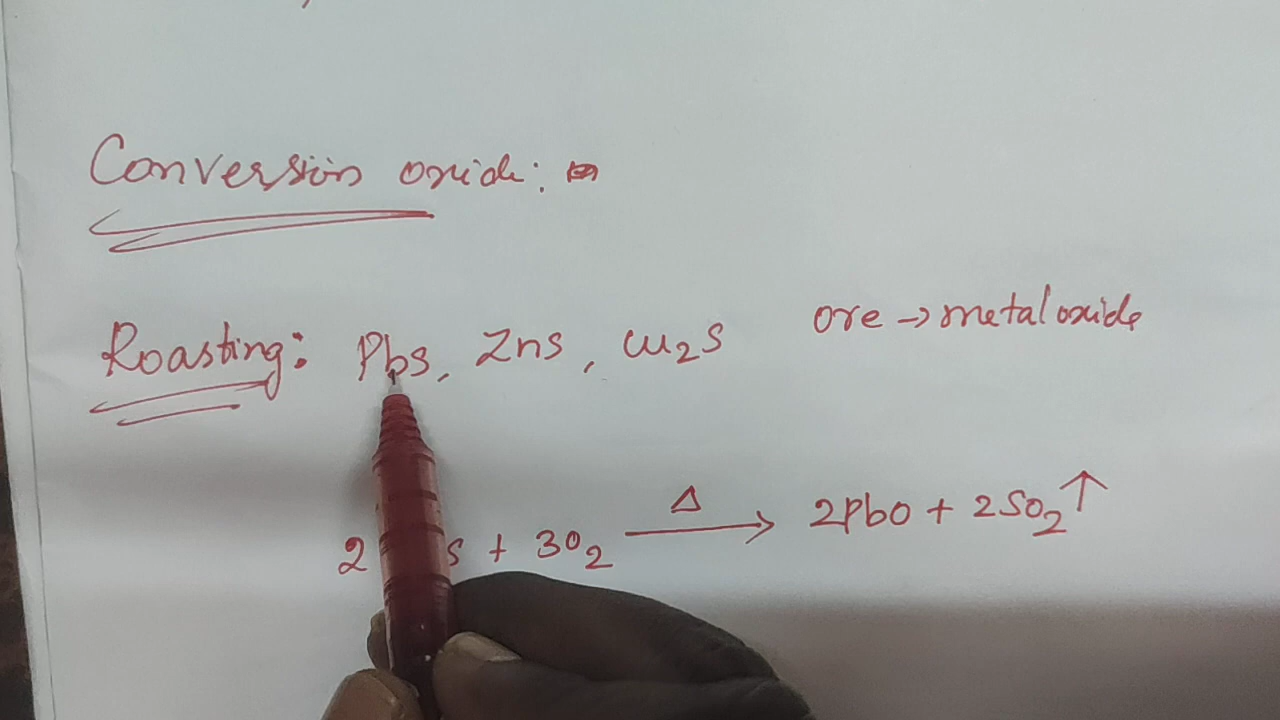 Conversion oxide:
Roasting: Pbs, Zns, Cu₂S ore → metal oxide
2 s + 3O₂ Δ → 2PbO + 2SO₂ ↑